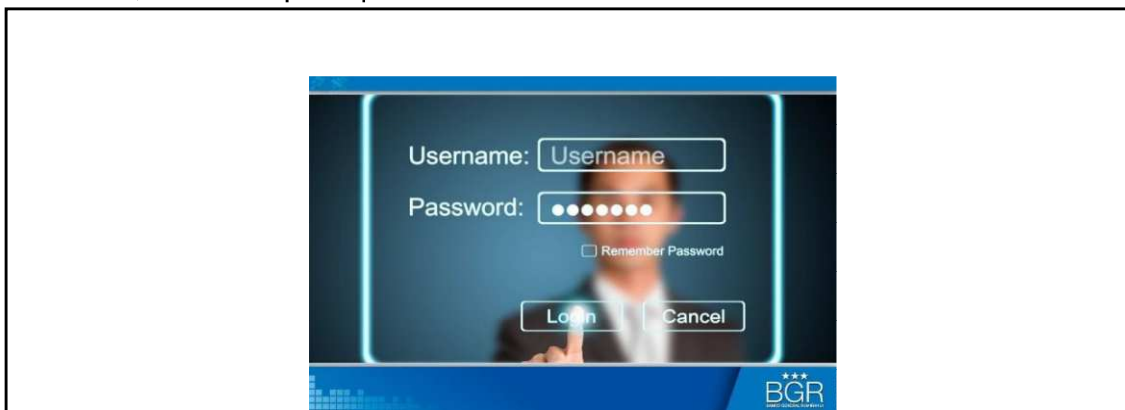 Username: Username
Password: ●●●●●●●
Remember Password
Login Cancel
BGR